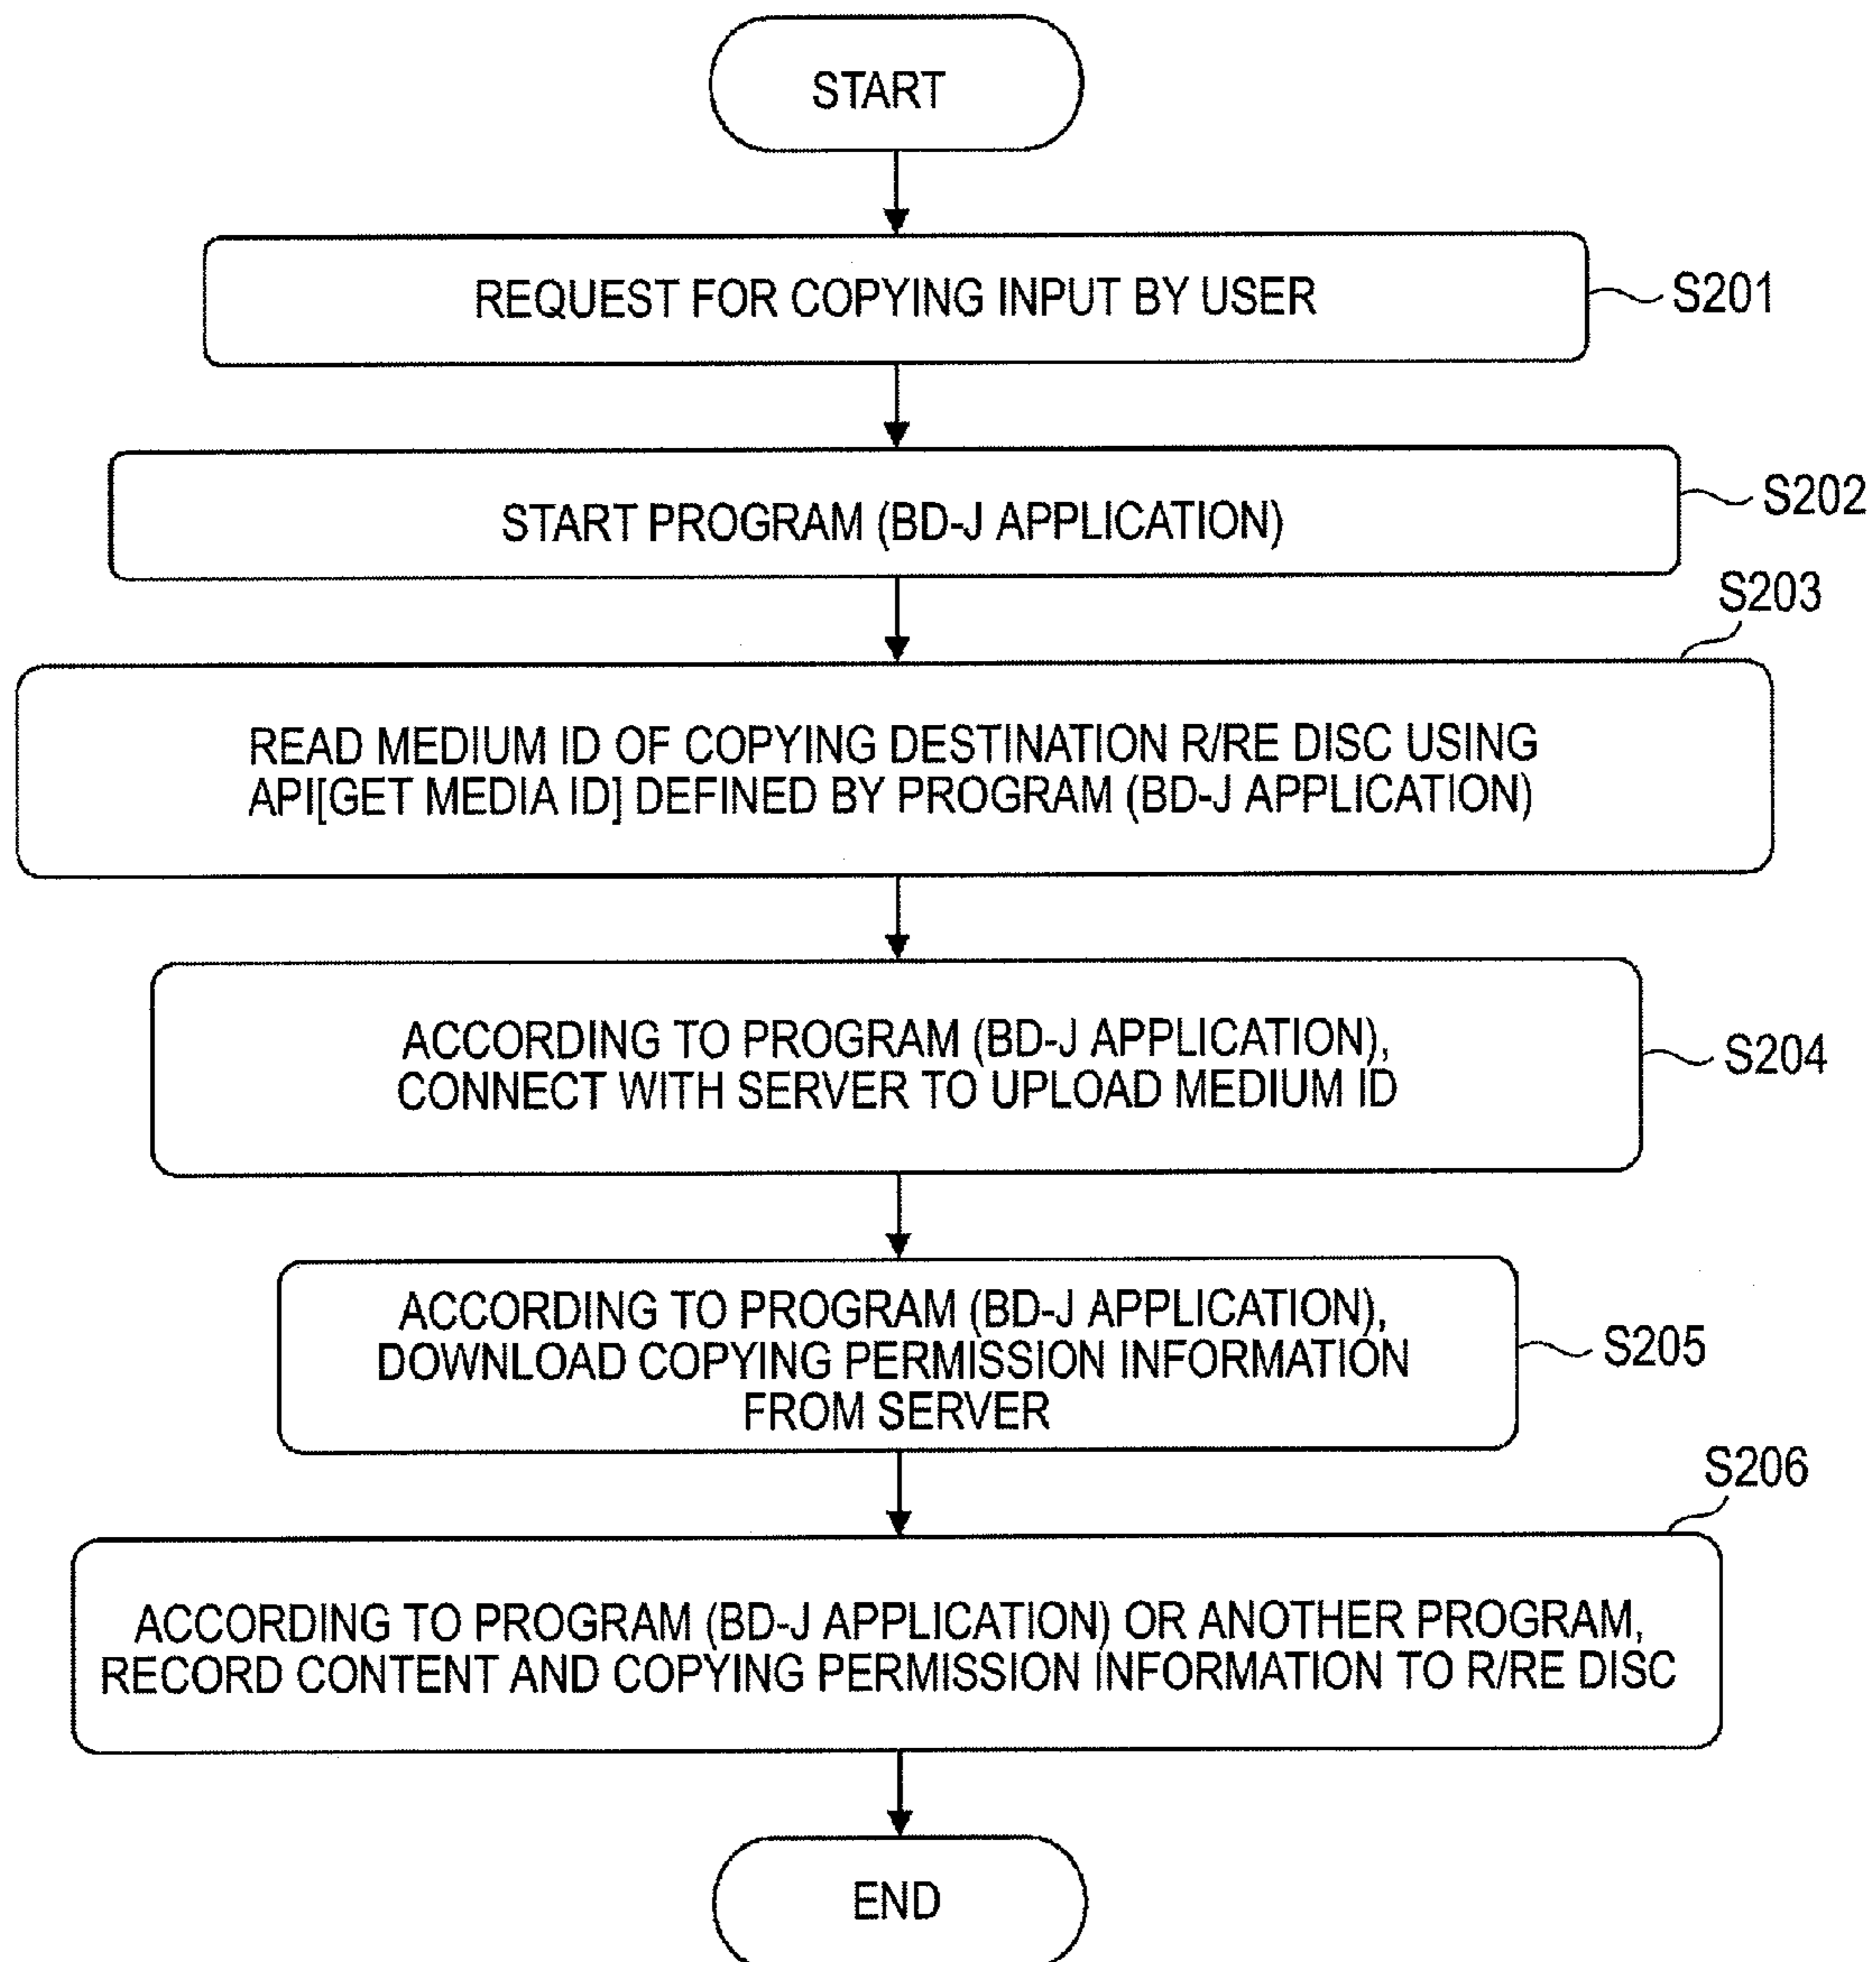 START
REQUEST FOR COPYING INPUT BY USER
S201
START PROGRAM (BD-J APPLICATION)
S202
S203
READ MEDIUM ID OF COPYING DESTINATION R/RE DISC USING
API[GET MEDIA ID] DEFINED BY PROGRAM (BD-J APPLICATION)
ACCORDING TO PROGRAM (BD-J APPLICATION),
CONNECT WITH SERVER TO UPLOAD MEDIUM ID
S204
ACCORDING TO PROGRAM (BD-J APPLICATION),
DOWNLOAD COPYING PERMISSION INFORMATION
FROM SERVER
S205
S206
ACCORDING TO PROGRAM (BD-J APPLICATION) OR ANOTHER PROGRAM,
RECORD CONTENT AND COPYING PERMISSION INFORMATION TO R/RE DISC
END